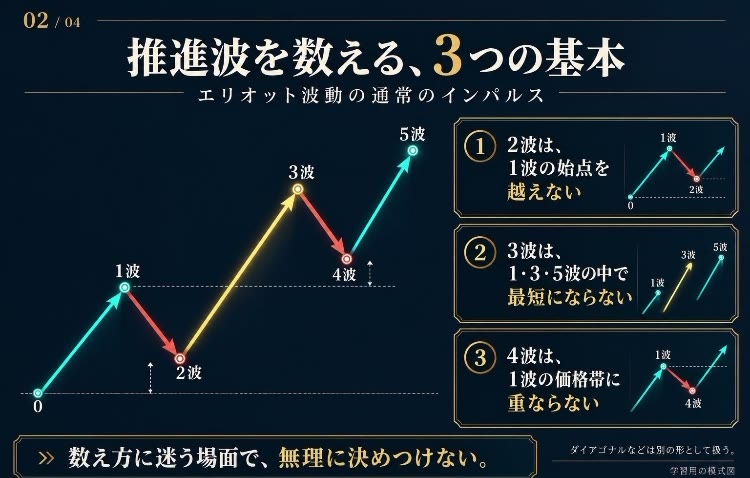 02 / 04
推進波を数える、3つの基本
エリオット波動の通常のインパルス
5波
3波
1波
4波
2波
0
1
2波は、
1波の始点を
越えない
1波
2波
0
2
3波は、
1・3・5波の中で
最短にならない
1波
3波
5波
3
4波は、
1波の価格帯に
重ならない
1波
4波
» 数え方に迷う場面で、無理に決めつけない。
ダイアゴナルなどは別の形として扱う。
学習用の模式図